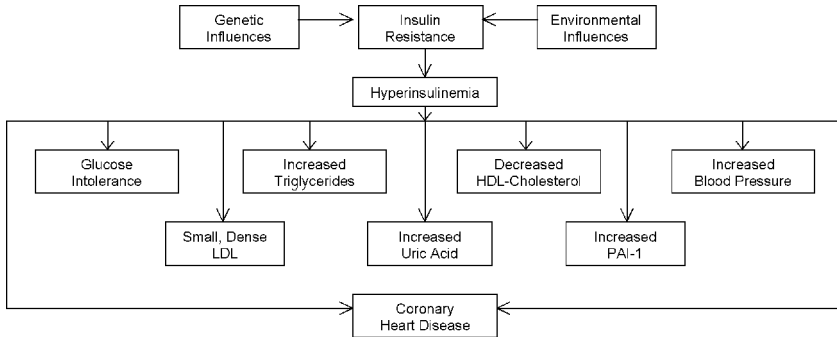 Genetic
Influences
Insulin
Resistance
Environmental
Influences
Hyperinsulinemia
Glucose
Intolerance
Increased
Triglycerides
Decreased
HDL-Cholesterol
Increased
Blood Pressure
Small, Dense
LDL
Increased
Uric Acid
Increased
PAI-1
Coronary
Heart Disease